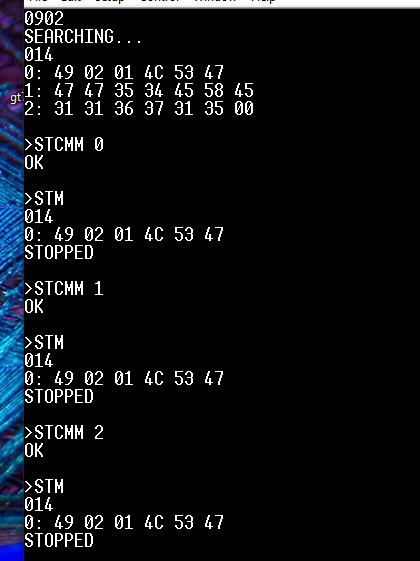 0902
SEARCHING...
014
0: 49 02 01 4C 53 47
1: 47 47 35 34 45 58 45
2: 31 31 36 37 31 35 00
gt
>STCMM 0
OK
>STM
014
0: 49 02 01 4C 53 47
STOPPED
>STCMM 1
OK
>STM
014
0: 49 02 01 4C 53 47
STOPPED
>STCMM 2
OK
>STM
014
0: 49 02 01 4C 53 47
STOPPED